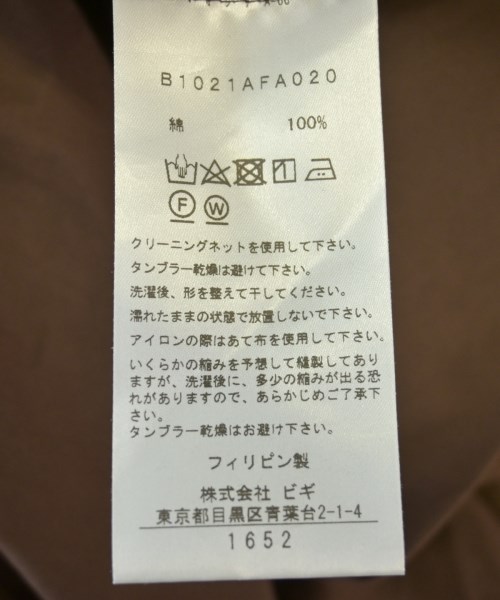 B1021AFA020
綿 100%
F W
クリーニングネットを使用して下さい。
タンブラー乾燥は避けて下さい。
洗濯後、形を整えて干してください。
濡れたままの状態で放置しないで下さい。
アイロンの際はあて布を使用して下さい。
いくらかの縮みを予想して縫製してあり
ますが、洗濯後に、多少の縮みが出る恐
れがありますので、あらかじめご了承下
さい。
タンブラー乾燥はお避け下さい。
フィリピン製
株式会社 ビギ
東京都目黒区青葉台2-1-4
1652